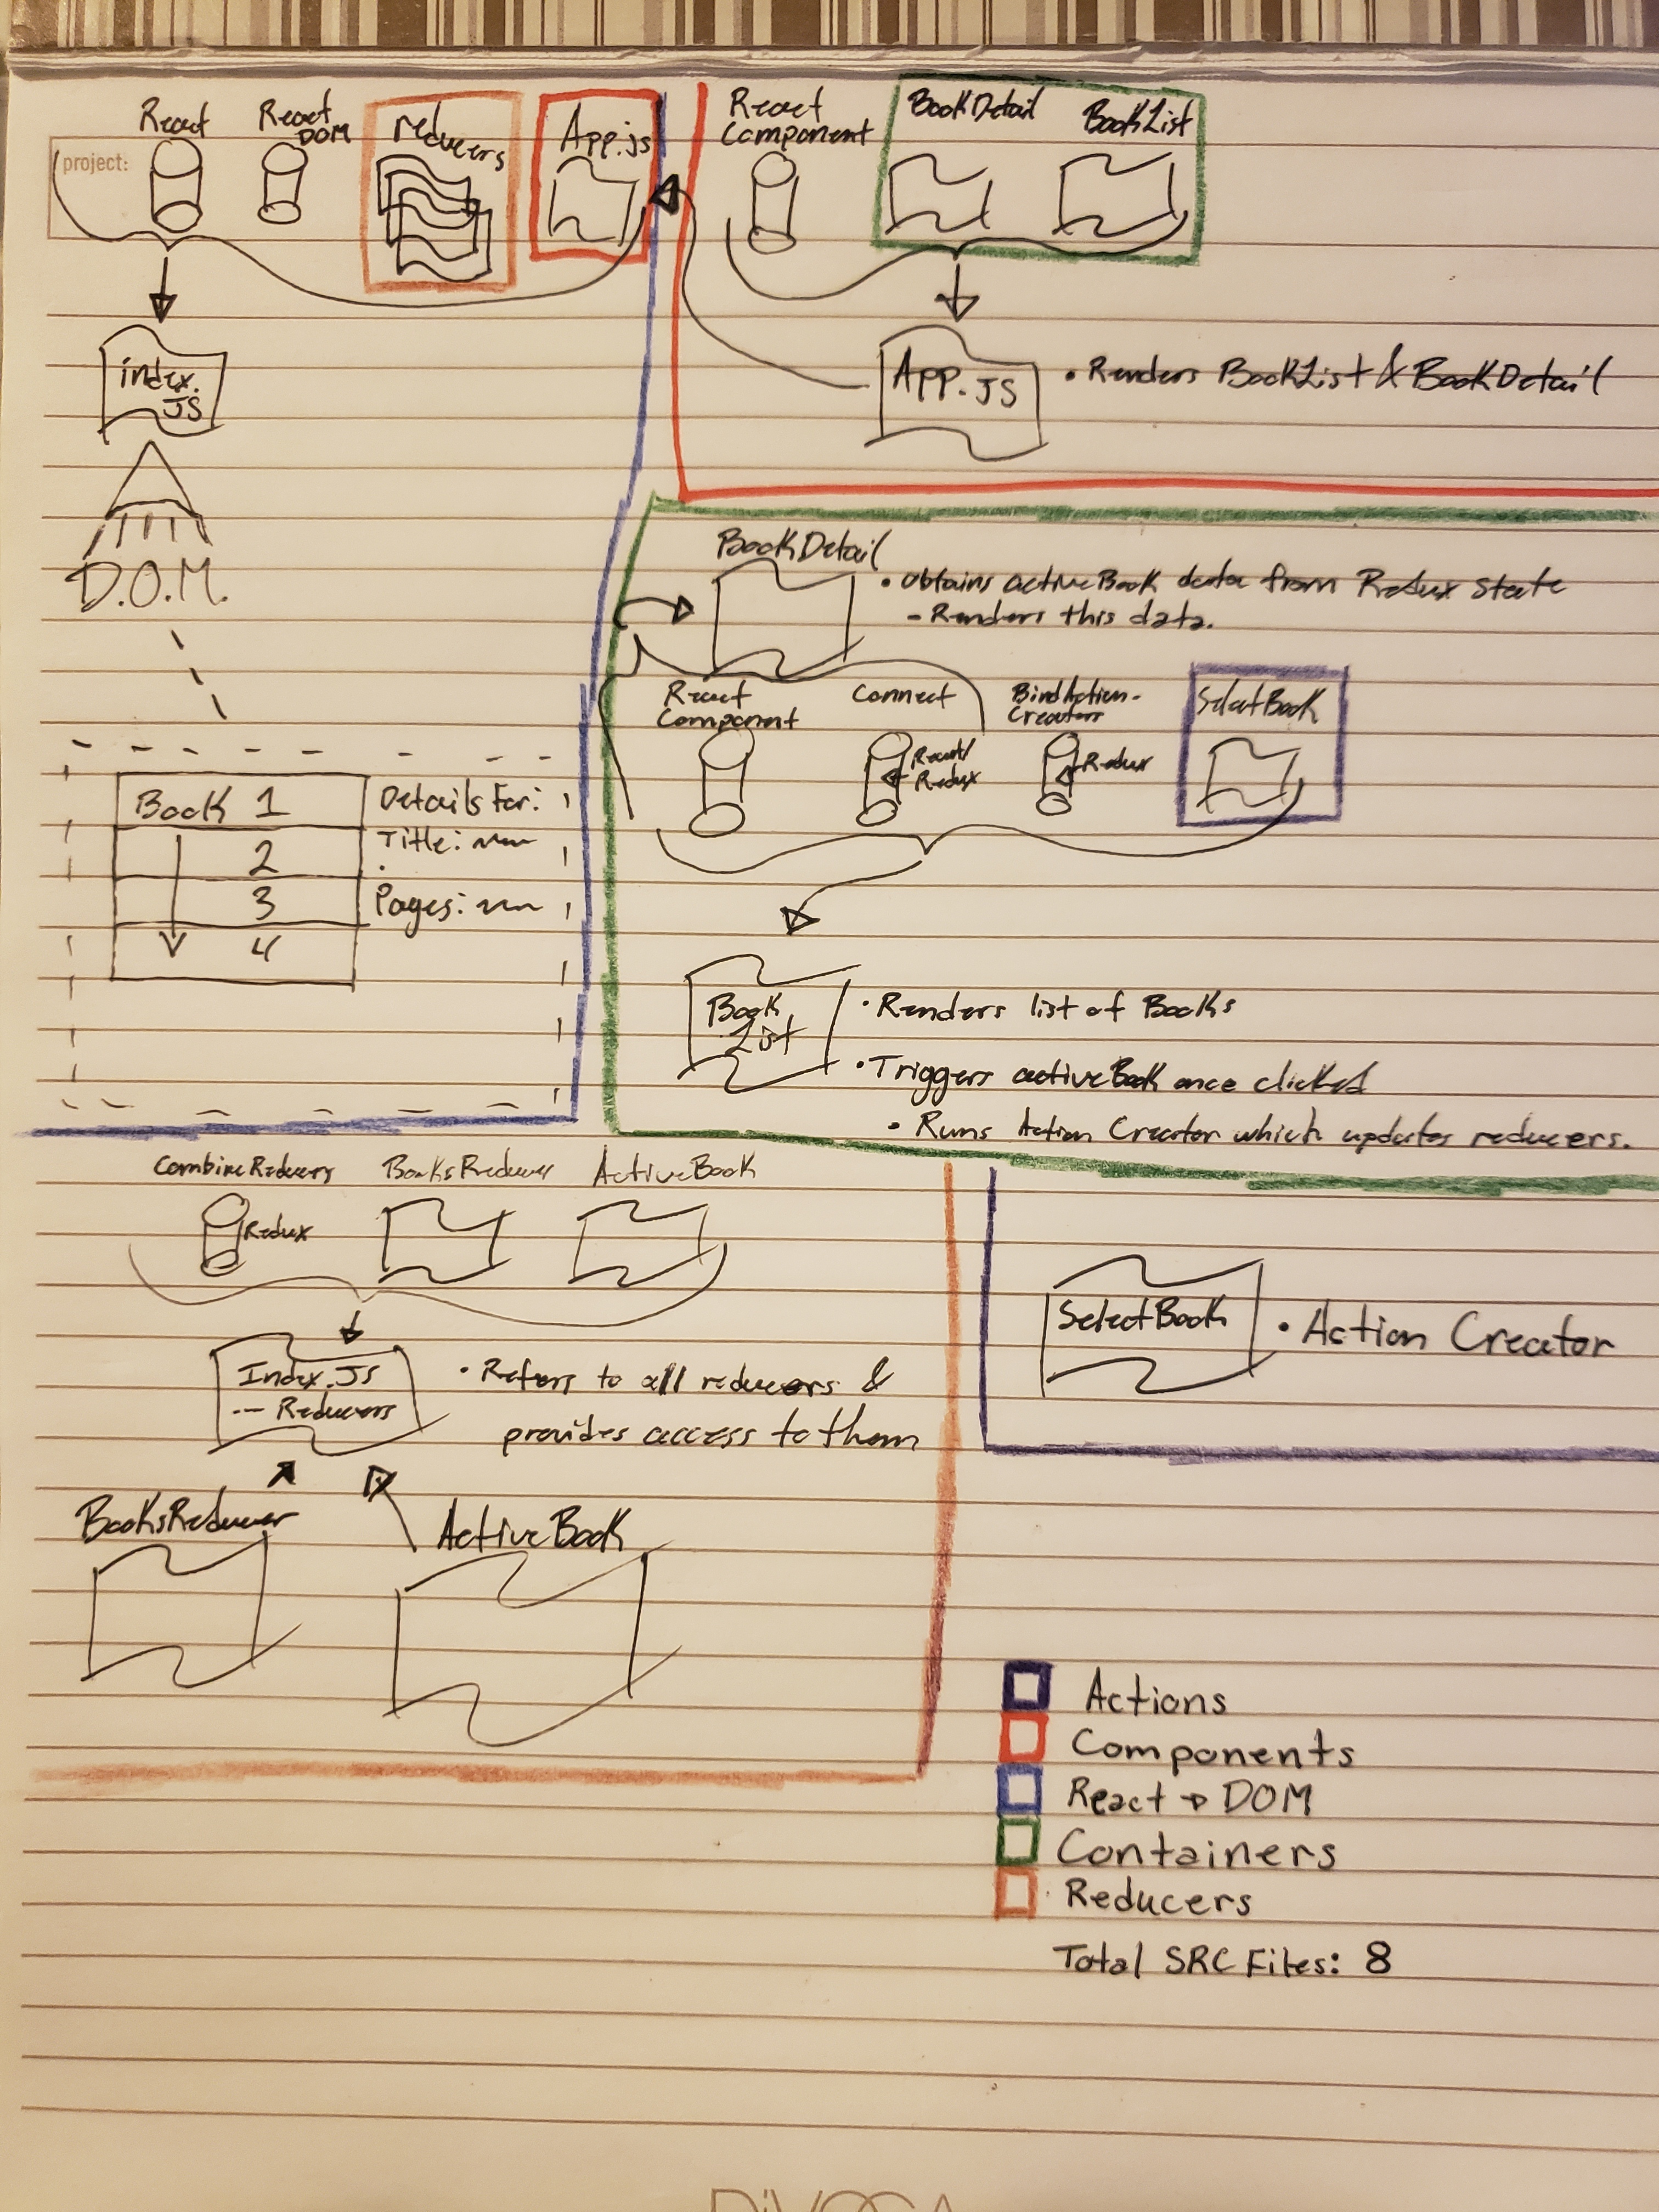 project:
React
React
DOM
reducers
App.js
index.
JS
D.O.M.
Book 1
2
3
4
Details For:
Title:
Pages:
React
Component
BookDetail
BookList
App.JS
• Renders BookList & BookDetail
BookDetail
• Obtains activeBook data from Redux State
- Renders this data.
React
Component
Connect
React/
Redux
BindAction-
Creators
Redux
SelectBook
Book
List
• Renders list of Books
• Triggers activeBook once clicked
• Runs Action Creator which updates reducers.
CombineReducers
Redux
BooksReducer
ActiveBook
Index.JS
-- Reducers
• Refers to all reducers &
provides access to them
BooksReducer
ActiveBook
SelectBook
• Action Creator
Actions
Components
React → DOM
Containers
Reducers
Total SRC Files: 8
DiVOGA